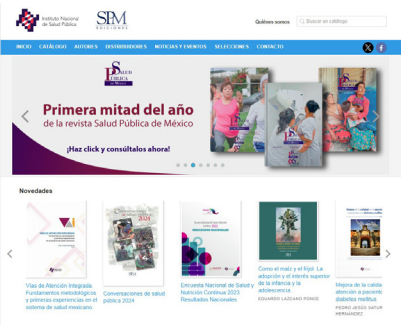 Instituto Nacional
de Salud Pública
SPM
EDICIONES
Quiénes somos
Buscar en catálogo
INICIO CATÁLOGO AUTORES DISTRIBUIDORES NOTICIAS Y EVENTOS SELECCIONES CONTACTO
SALUD
PÚBLICA
DE MÉXICO
Primera mitad del año
de la revista Salud Pública de México
¡Haz click y consúltalos ahora!
Novedades
Vías de Atención Integrada.
Fundamentos metodológicos
y primeras experiencias en el
sistema de salud mexicano
Conversaciones de salud
pública 2024
Encuesta Nacional de Salud y
Nutrición Continua 2023.
Resultados Nacionales
Como el maíz y el frijol. La
adopción y el interés superior
de la infancia y la
adolescencia
EDUARDO LAZCANO PONCE
Mejora de la calida
atención a paciente
diabetes mellitus
PEDRO JESÚS SATUR
HERNÁNDEZ